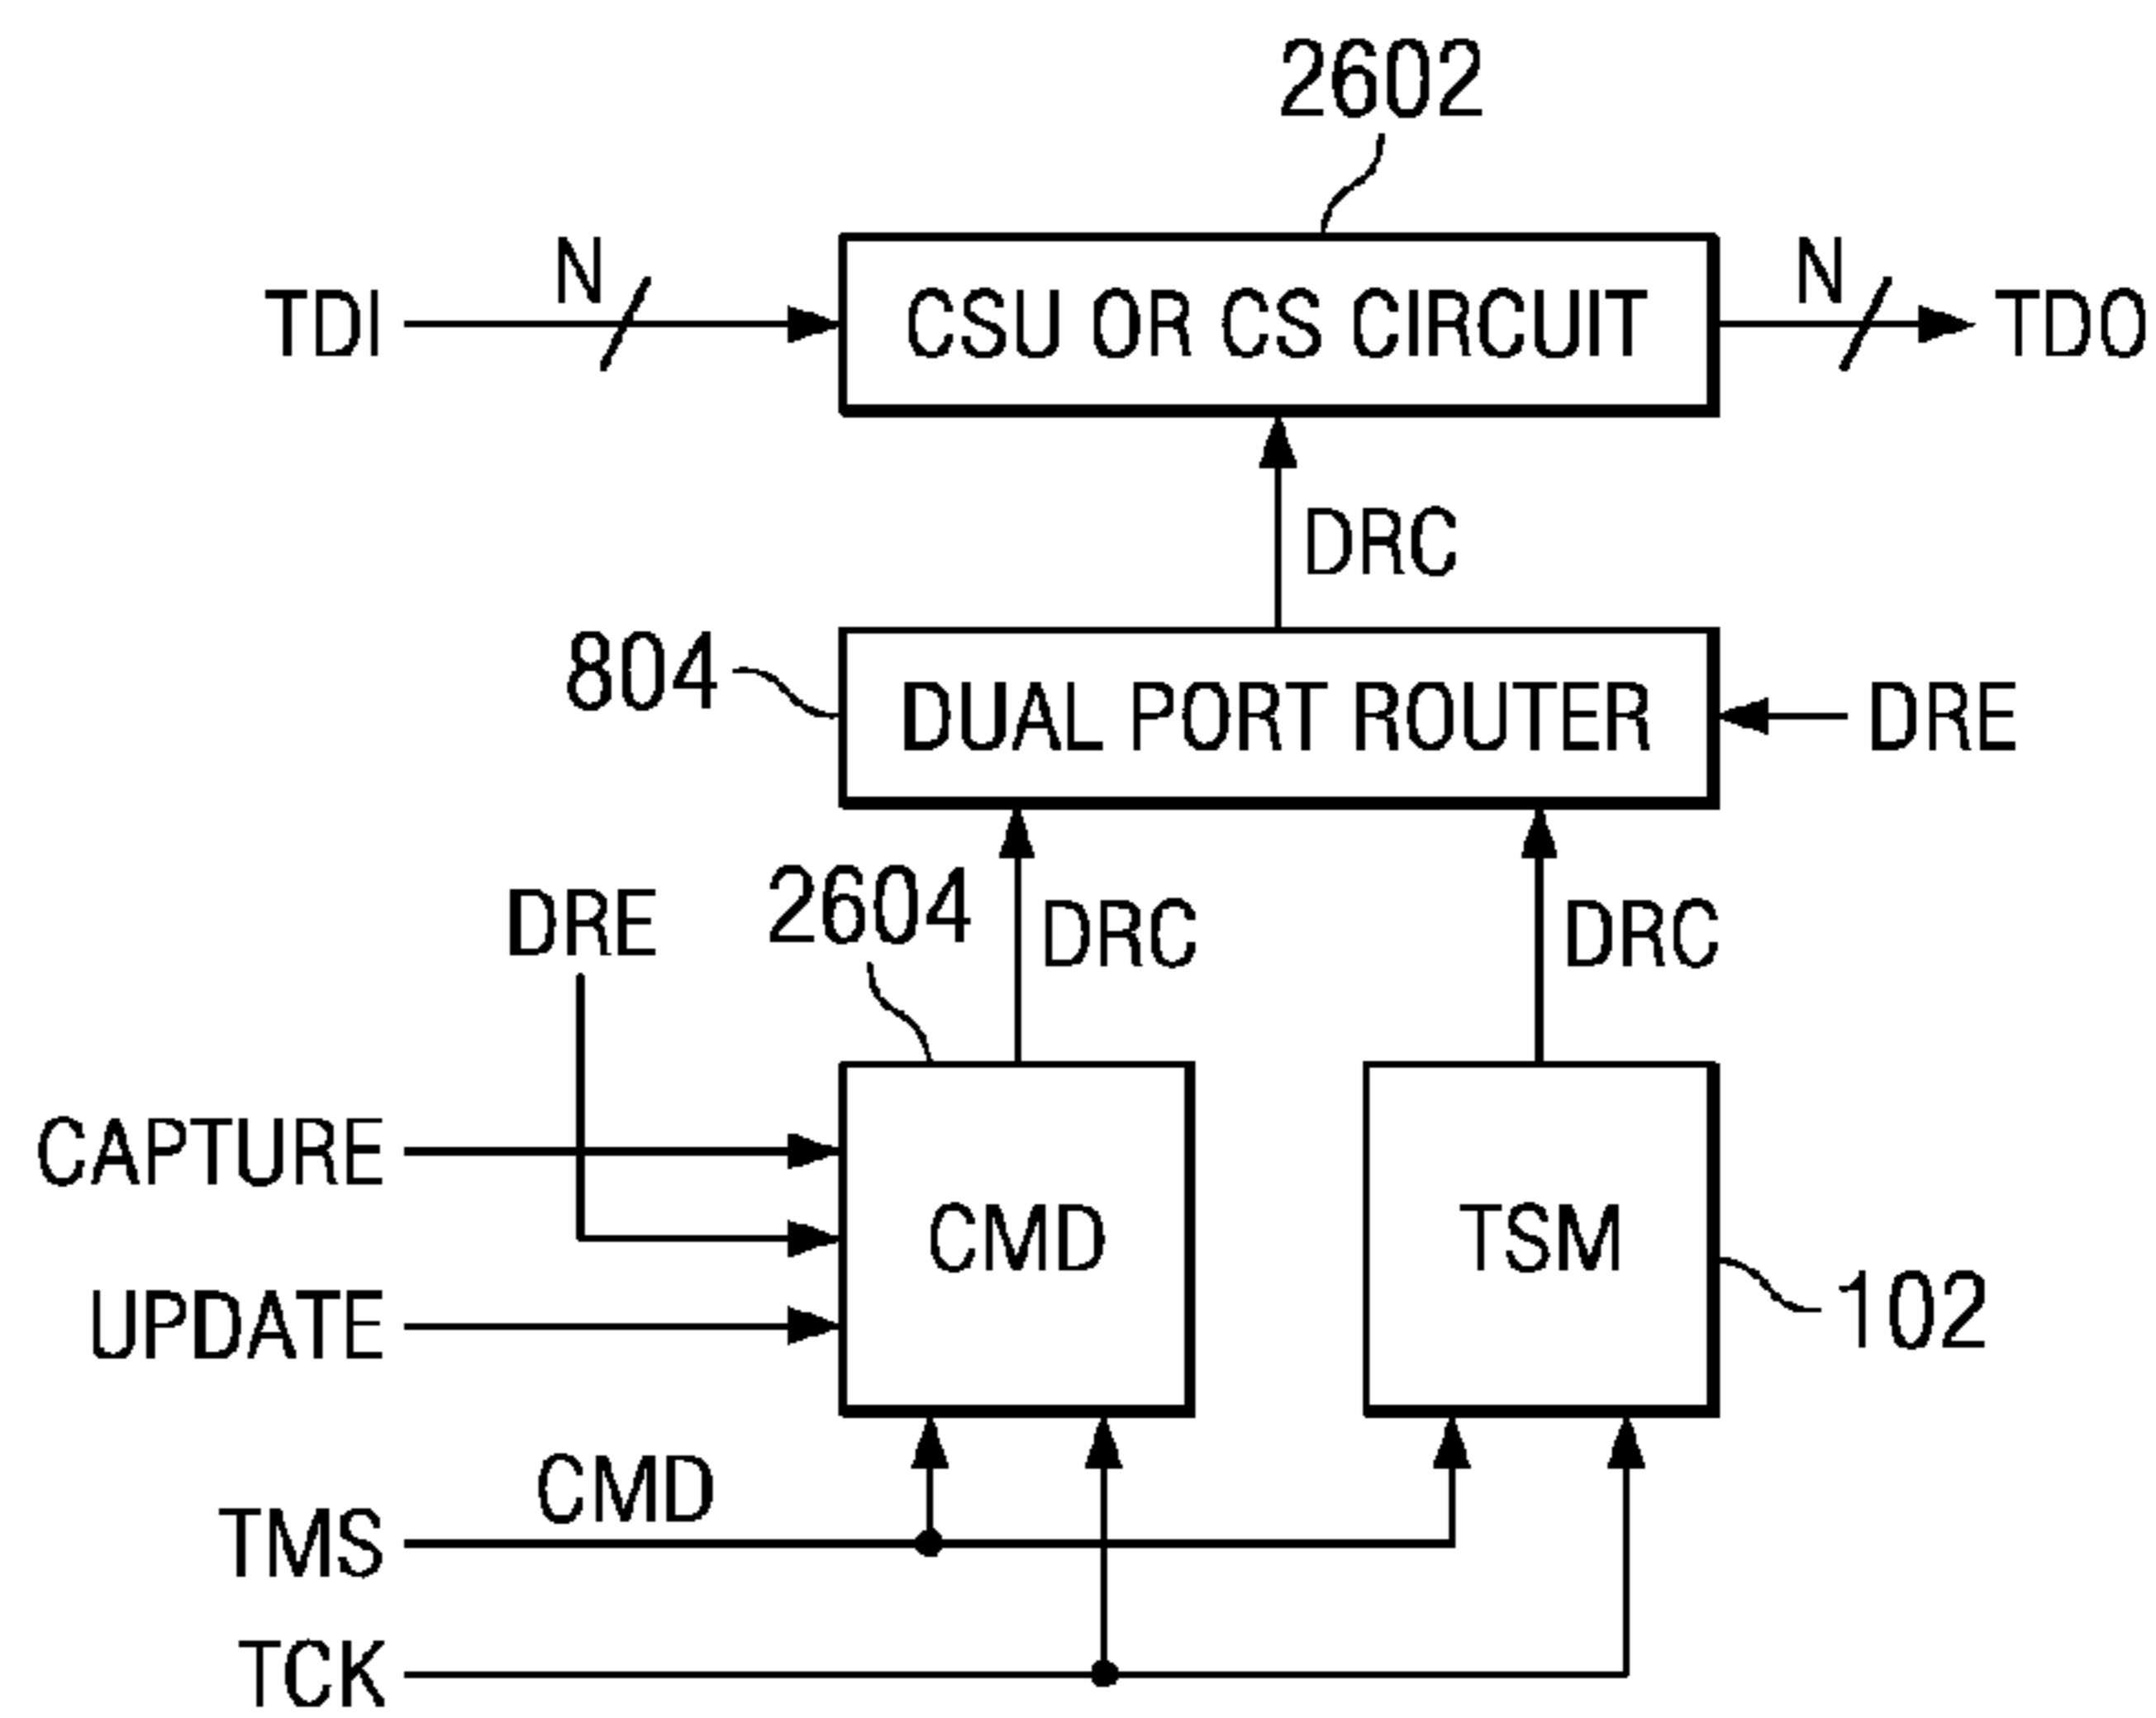 2602
N
N
TDI
CSU OR CS CIRCUIT
TDO
DRC
804
DUAL PORT ROUTER
DRE
DRE
2604
DRC
DRC
CAPTURE
CMD
TSM
UPDATE
102
CMD
TMS
TCK